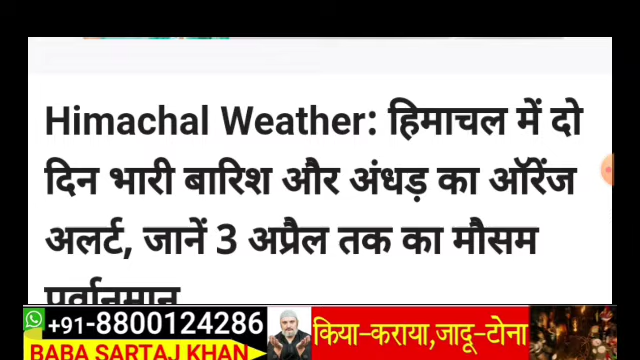 Himachal Weather: हिमाचल में दो
दिन भारी बारिश और अंधड़ का ऑरेंज
अलर्ट, जानें 3 अप्रैल तक का मौसम
पूर्वानुमान
+91-8800124286
BABA SARTAJ KHAN
किया-कराया,जादू-टोना